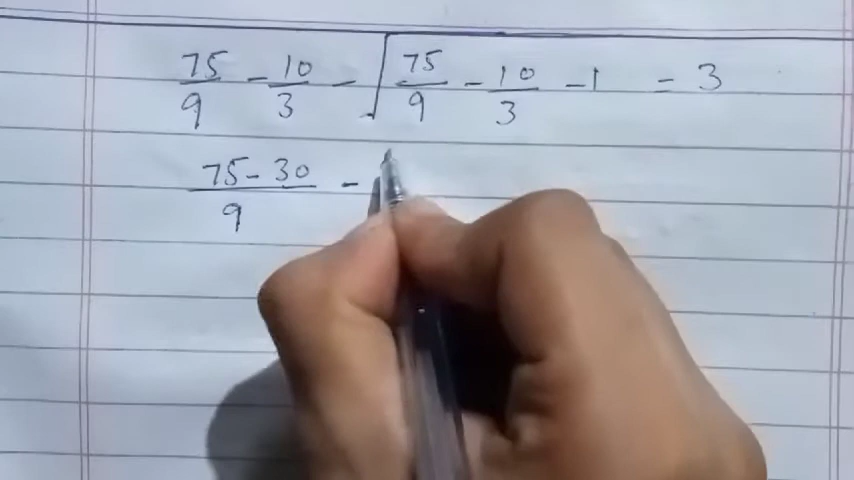 75/9 - 10/3 - √(75/9 - 10/3 - 1) = 3
(75 - 30)/9 -